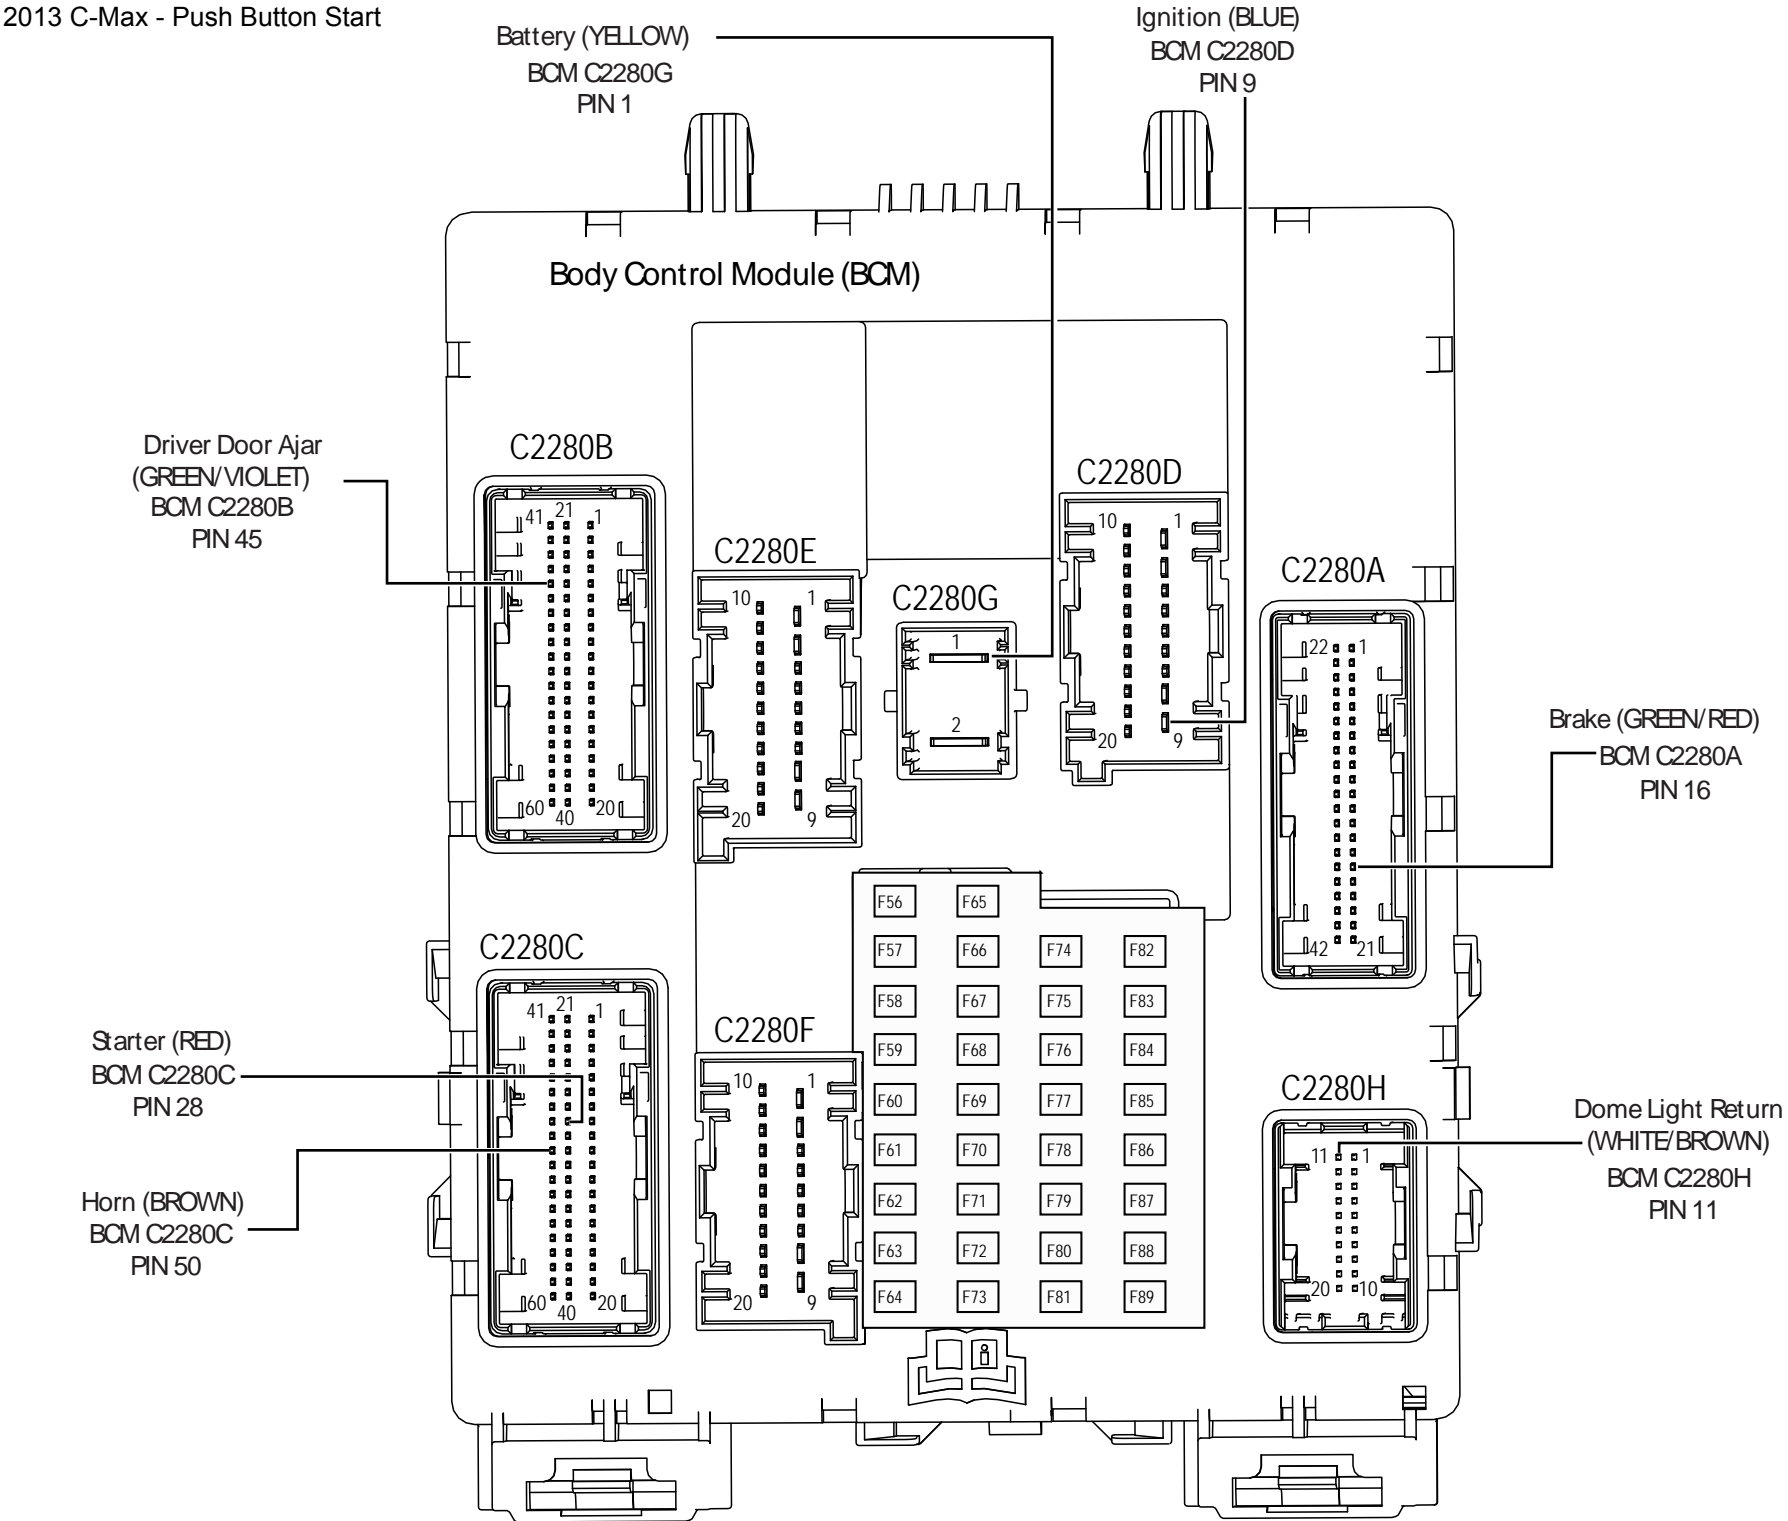 2013 C-Max - Push Button Start
Battery (YELLOW)
BCM C2280G
PIN 1
Ignition (BLUE)
BCM C2280D
PIN 9
Body Control Module (BCM)
Driver Door Ajar
(GREEN/VIOLET)
BCM C2280B
PIN 45
C2280B
41 21 1
60 40 20
C2280E
10 1
20 9
C2280G
1
2
C2280D
10 1
20 9
C2280A
22 1
42 21
Brake (GREEN/RED)
BCM C2280A
PIN 16
C2280C
41 21 1
60 40 20
Starter (RED)
BCM C2280C
PIN 28
Horn (BROWN)
BCM C2280C
PIN 50
C2280F
10 1
20 9
F56 F65
F57 F66 F74 F82
F58 F67 F75 F83
F59 F68 F76 F84
F60 F69 F77 F85
F61 F70 F78 F86
F62 F71 F79 F87
F63 F72 F80 F88
F64 F73 F81 F89
i
C2280H
11 1
20 10
Dome Light Return
(WHITE/BROWN)
BCM C2280H
PIN 11